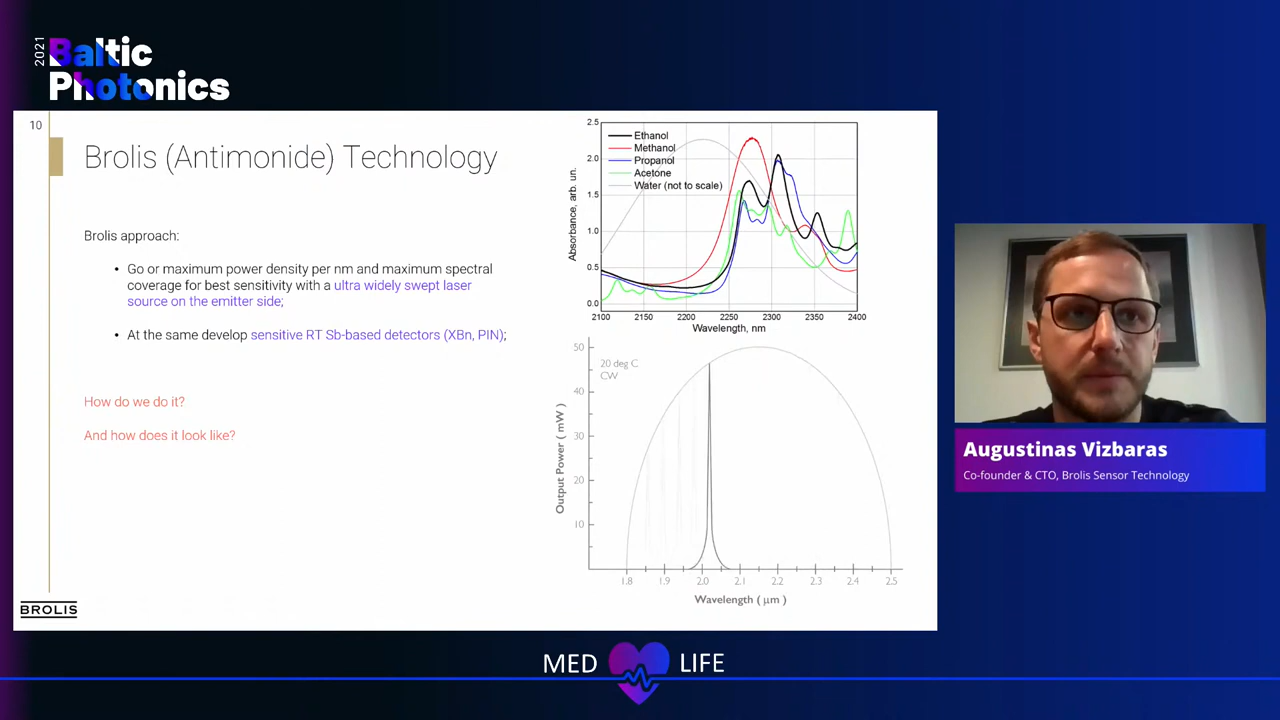 2021
Baltic
Photonics
10
Brolis (Antimonide) Technology
Brolis approach:
• Go or maximum power density per nm and maximum spectral
coverage for best sensitivity with a ultra widely swept laser
source on the emitter side;
• At the same develop sensitive RT Sb-based detectors (XBn, PIN);
How do we do it?
And how does it look like?
BROLIS
2.5
2.0
1.5
1.0
0.5
0.0
Absorbance, arb. un.
Ethanol
Methanol
Propanol
Acetone
Water (not to scale)
2100 2150 2200 2250 2300 2350 2400
Wavelength, nm
50
40
30
20
10
Output Power ( mW )
20 deg C
CW
1.8 1.9 2.0 2.1 2.2 2.3 2.4 2.5
Wavelength ( μm )
Augustinas Vizbaras
Co-founder & CTO, Brolis Sensor Technology
MED LIFE